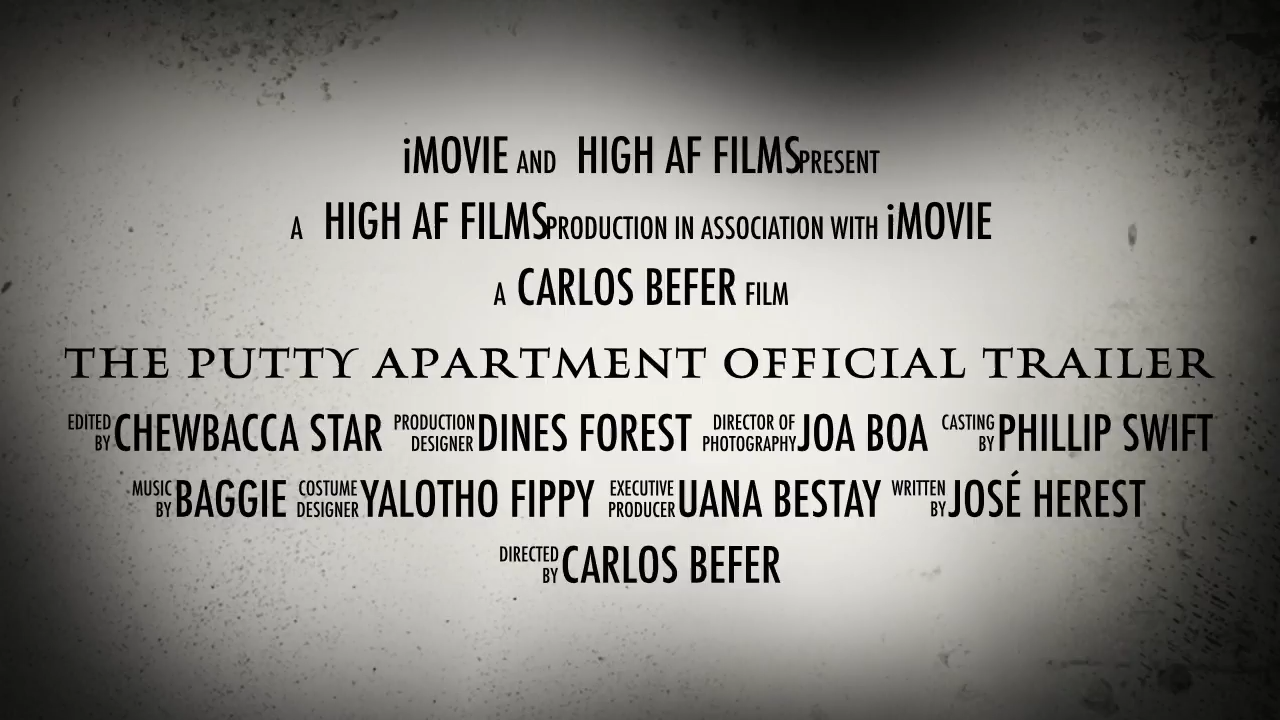 iMOVIE AND HIGH AF FILMS PRESENT
A HIGH AF FILMS PRODUCTION IN ASSOCIATION WITH iMOVIE
A CARLOS BEFER FILM
THE PUTTY APARTMENT OFFICIAL TRAILER
EDITED BY CHEWBACCA STAR PRODUCTION DESIGNER DINES FOREST DIRECTOR OF PHOTOGRAPHY JOA BOA CASTING BY PHILLIP SWIFT
MUSIC BY BAGGIE COSTUME DESIGNER YALOTHO FIPPY EXECUTIVE PRODUCER UANA BESTAY WRITTEN BY JOSÉ HEREST
DIRECTED BY CARLOS BEFER